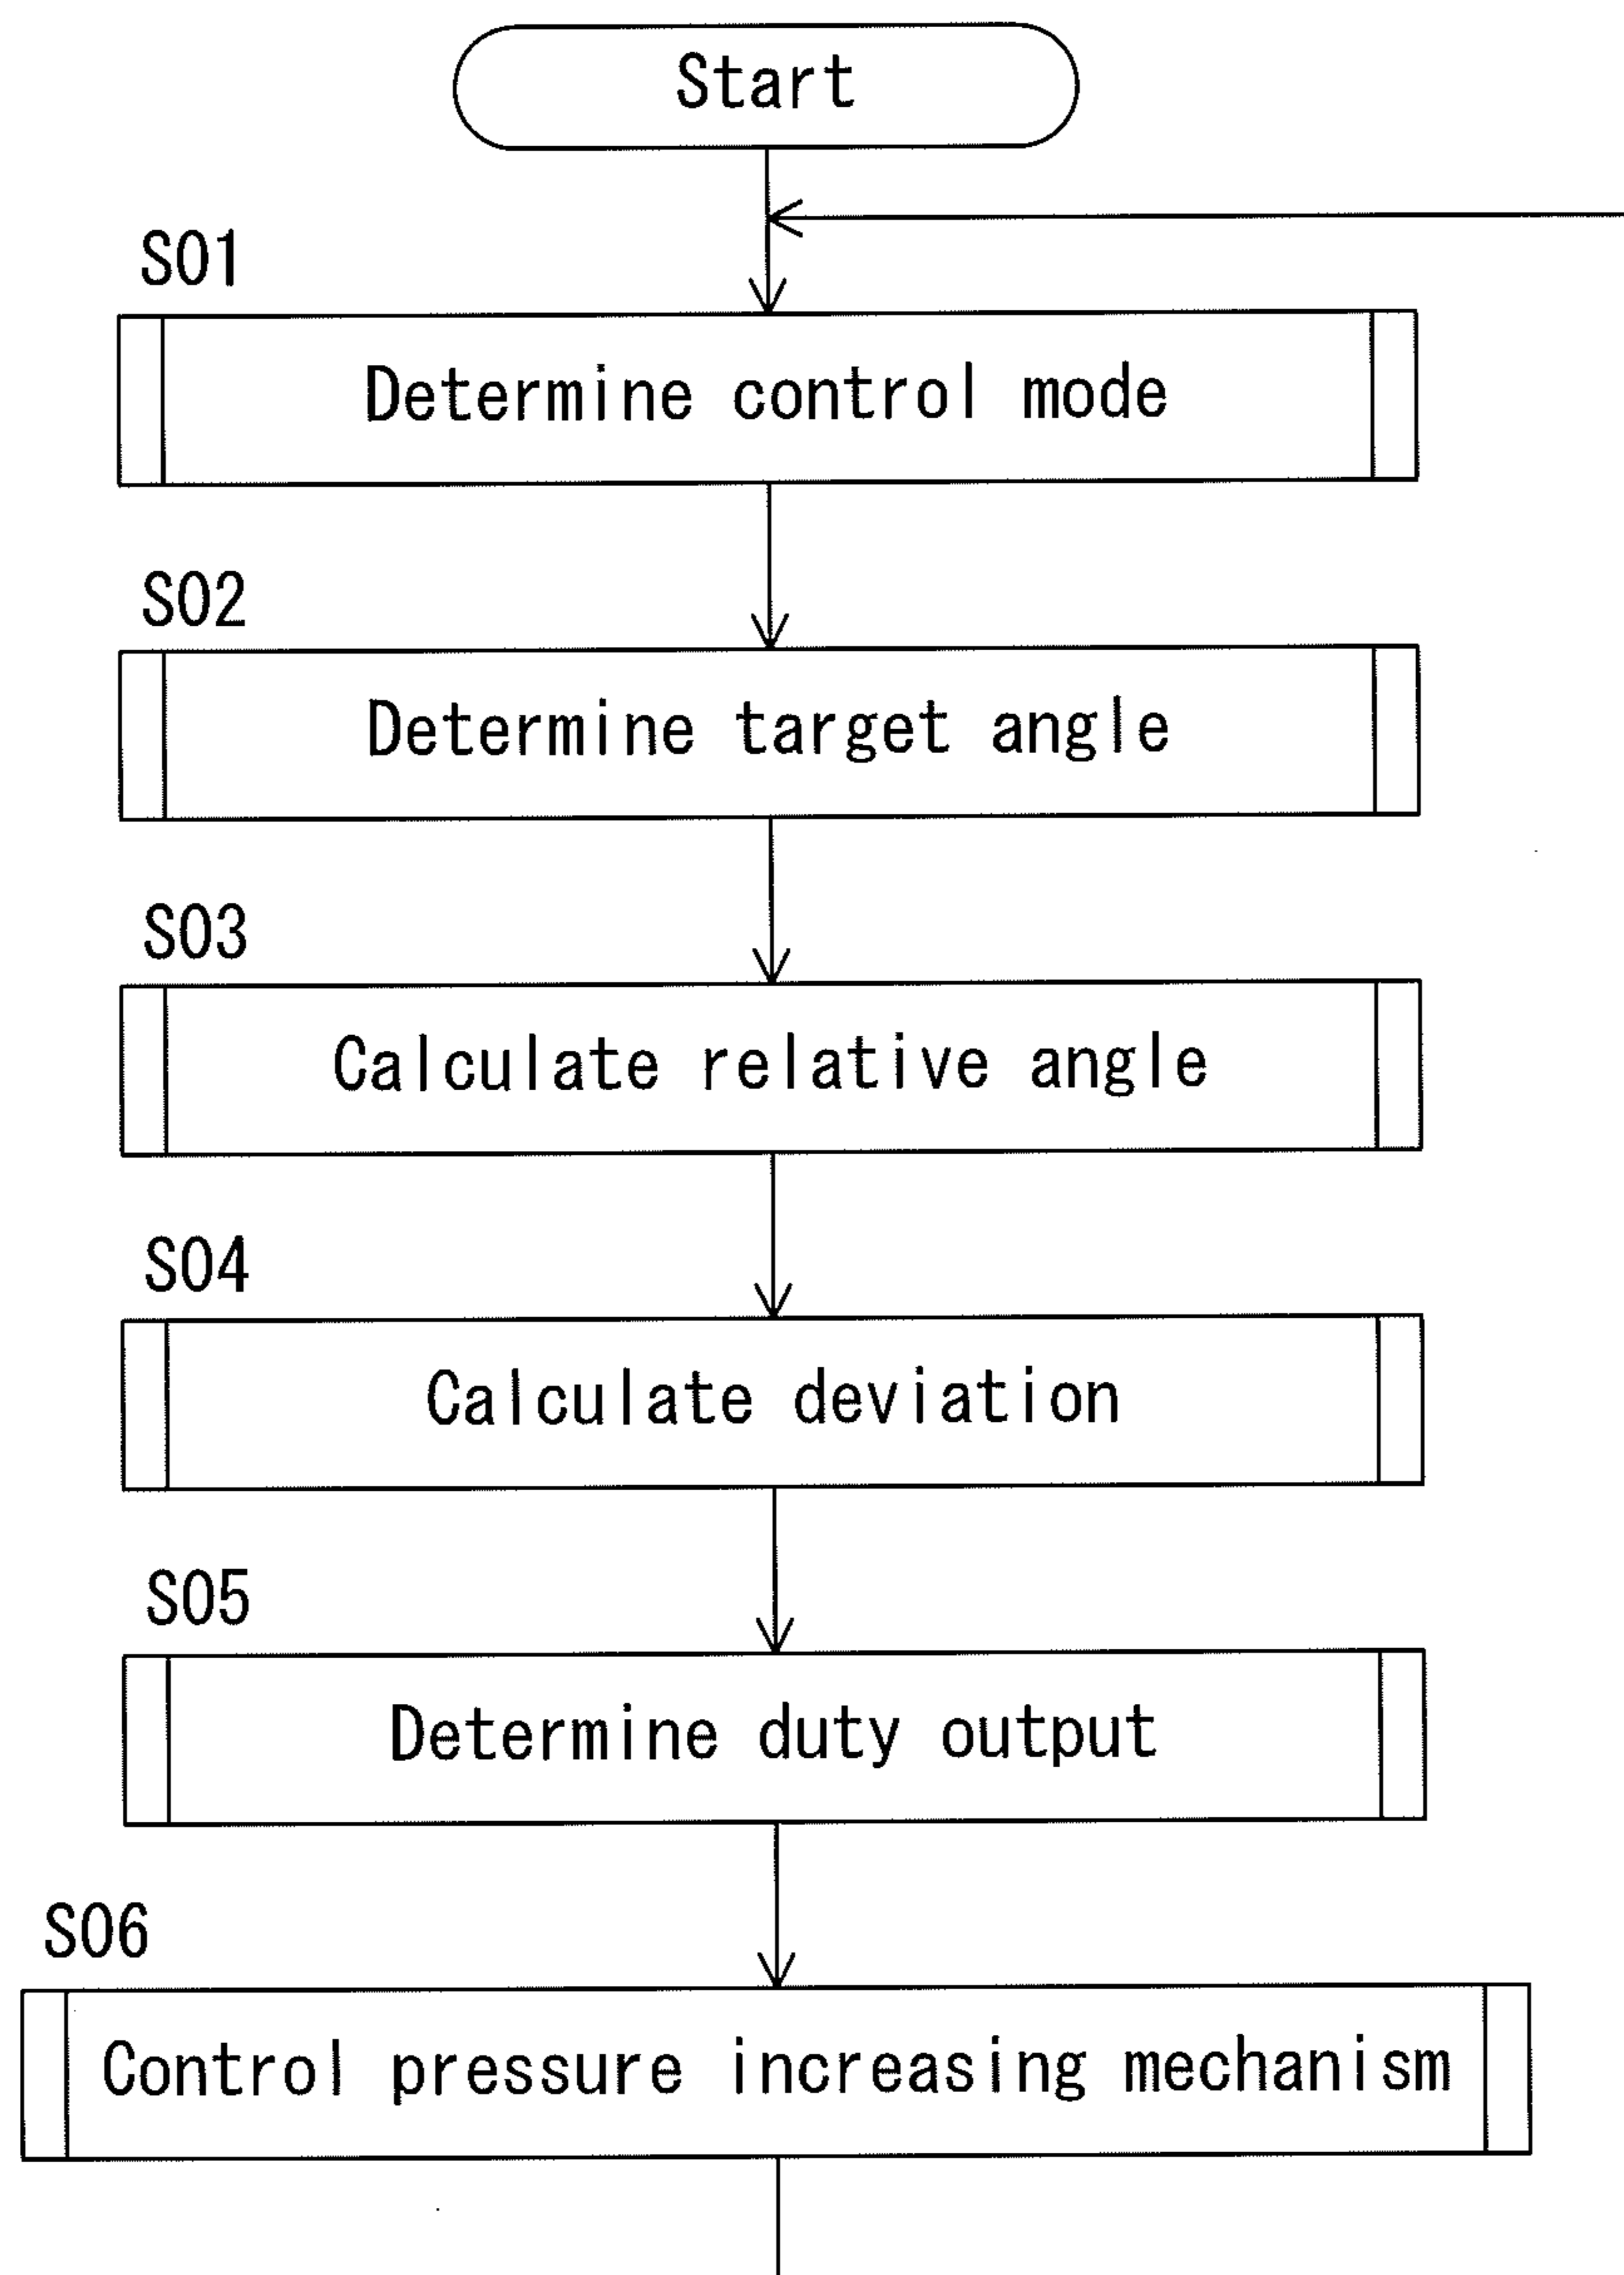 Start
S01
Determine control mode
S02
Determine target angle
S03
Calculate relative angle
S04
Calculate deviation
S05
Determine duty output
S06
Control pressure increasing mechanism